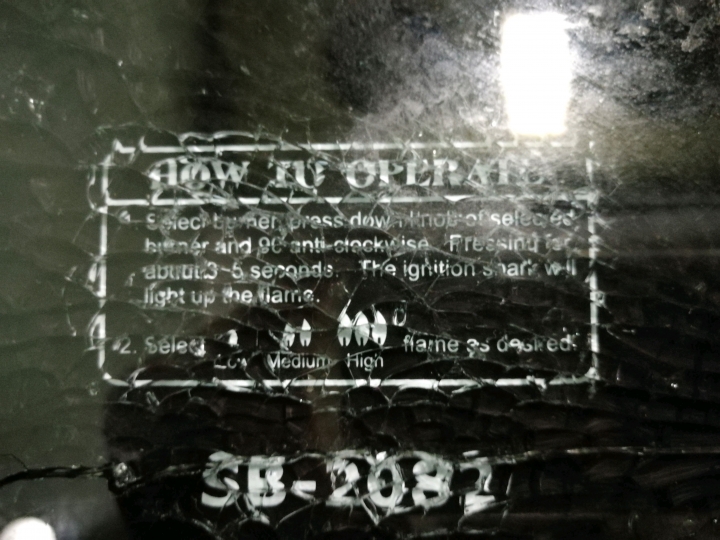 HOW TO OPERATE
1. Select burner, press down knob of selected
burner and 90 anti-clockwise. Pressing for
about 3~5 seconds. The ignition spark will
light up the flame.
2. Select flame as desired.
Low Medium High
SB-2082